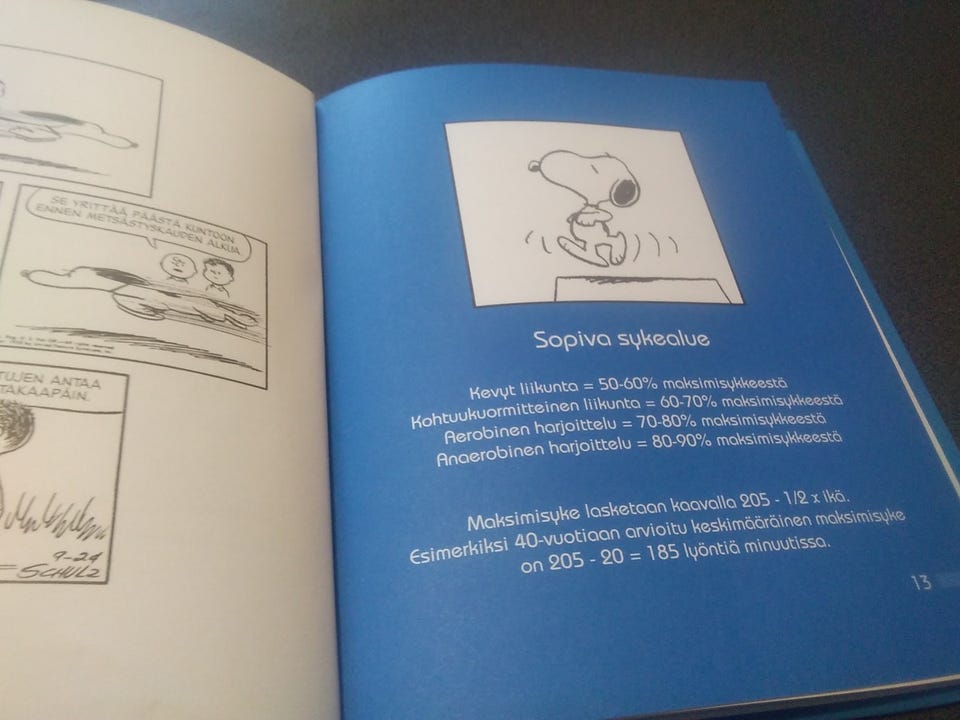 SE YRITTÄÄ PÄÄSTÄ KUNTOON
ENNEN METSÄSTYSKAUDEN ALKUA
TUJEN ANTAA
TAKAAPÄIN.
9-24
SCHULZ
Sopiva sykealue
Kevyt liikunta = 50-60% maksimisykkeestä
Kohtuukuormitteinen liikunta = 60-70% maksimisykkeestä
Aerobinen harjoittelu = 70-80% maksimisykkeestä
Anaerobinen harjoittelu = 80-90% maksimisykkeestä
Maksimisyke lasketaan kaavalla 205 - 1/2 x ikä.
Esimerkiksi 40-vuotiaan arvioitu keskimääräinen maksimisyke
on 205 - 20 = 185 lyöntiä minuutissa.
13